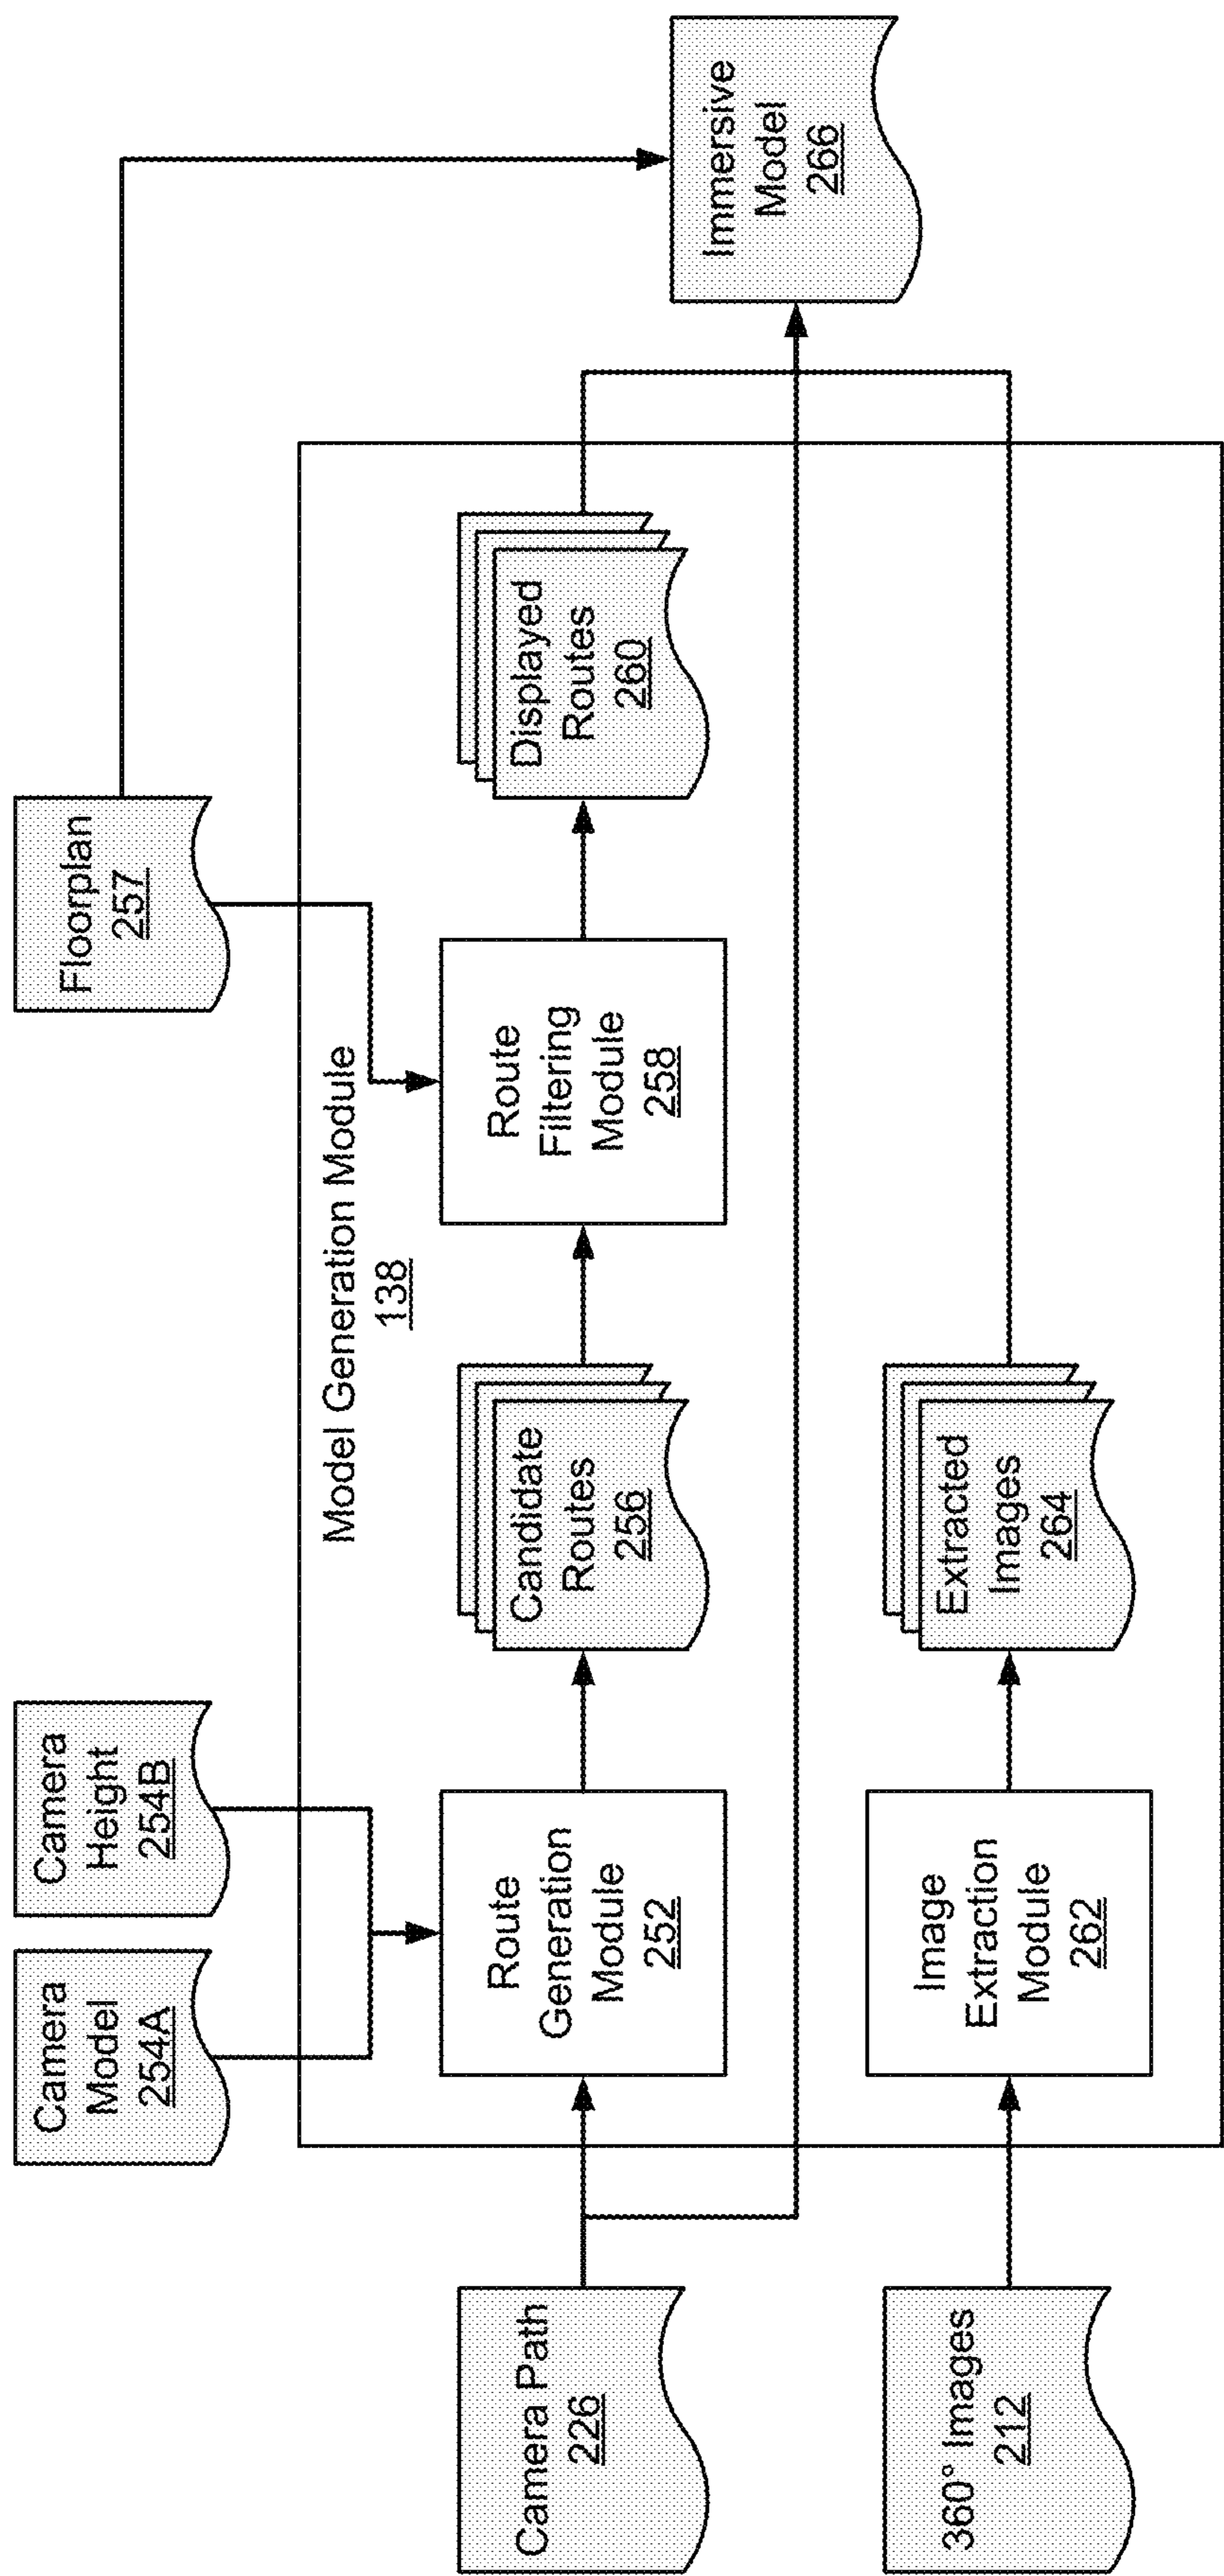 Camera
Model
254A
Camera
Height
254B
Floorplan
257
Model Generation Module
138
Camera Path
226
Route
Generation
Module
252
Candidate
Routes
256
Route
Filtering
Module
258
Displayed
Routes
260
Immersive
Model
266
360° Images
212
Image
Extraction
Module
262
Extracted
Images
264